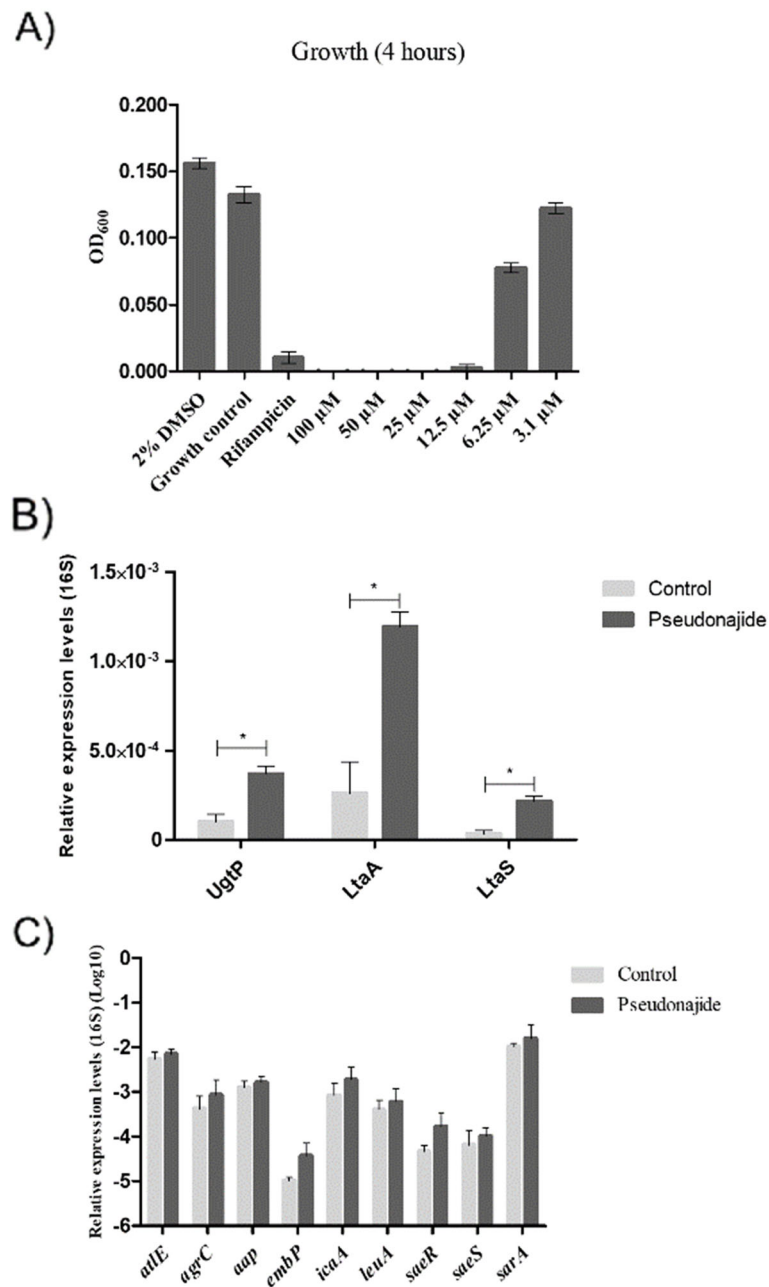 A)
Growth (4 hours)
0.200
0.150
0.100
0.050
0.000
OD600
2% DMSO
Growth control
Rifampicin
100 µM
50 µM
25 µM
12.5 µM
6.25 µM
3.1 µM
B)
Relative expression levels (16S)
1.5×10-3
1.0×10-3
5.0×10-4
0
*
*
*
UgtP
LtaA
LtaS
Control
Pseudonajide
C)
Relative expression levels (16S) (Log10)
-0
-1
-2
-3
-4
-5
-6
atlE
agrC
aap
embP
icaA
leuA
saeR
saeS
sarA
Control
Pseudonajide